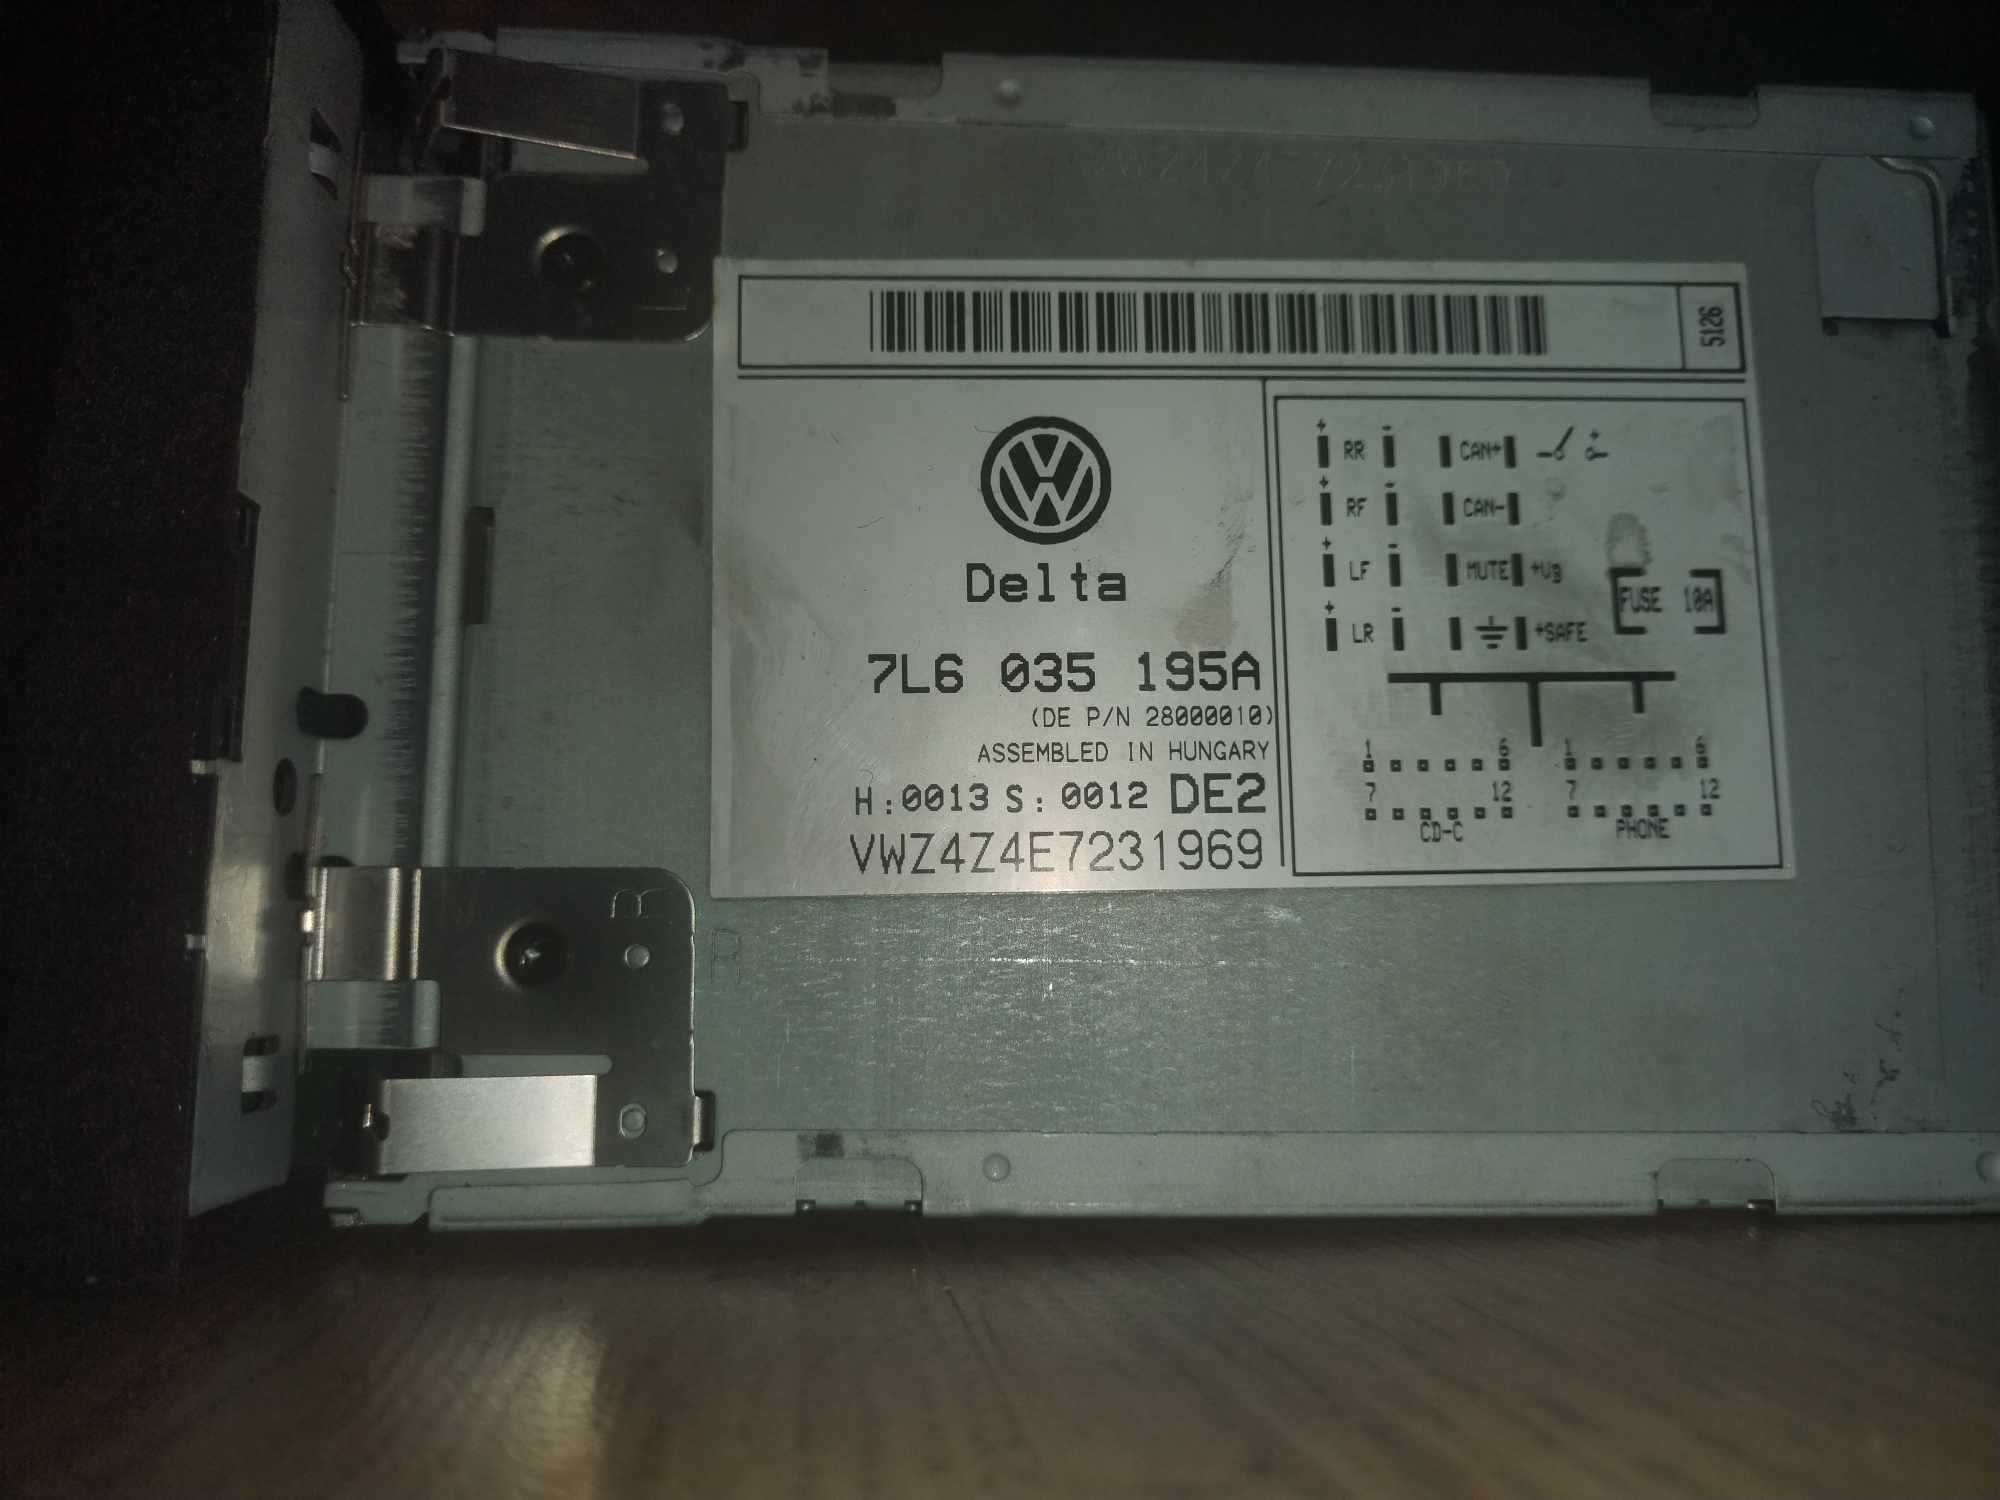 5126
Delta
7L6 035 195A
(DE P/N 28000010)
ASSEMBLED IN HUNGARY
H:0013 S:0012 DE2
VWZ4Z4E7231969
+ RR - CAN+
+ RF - CAN-
+ LF - MUTE +UB
+ LR - +SAFE
FUSE 10A
1 6 1 6
7 12 7 12
CD-C PHONE
R
R